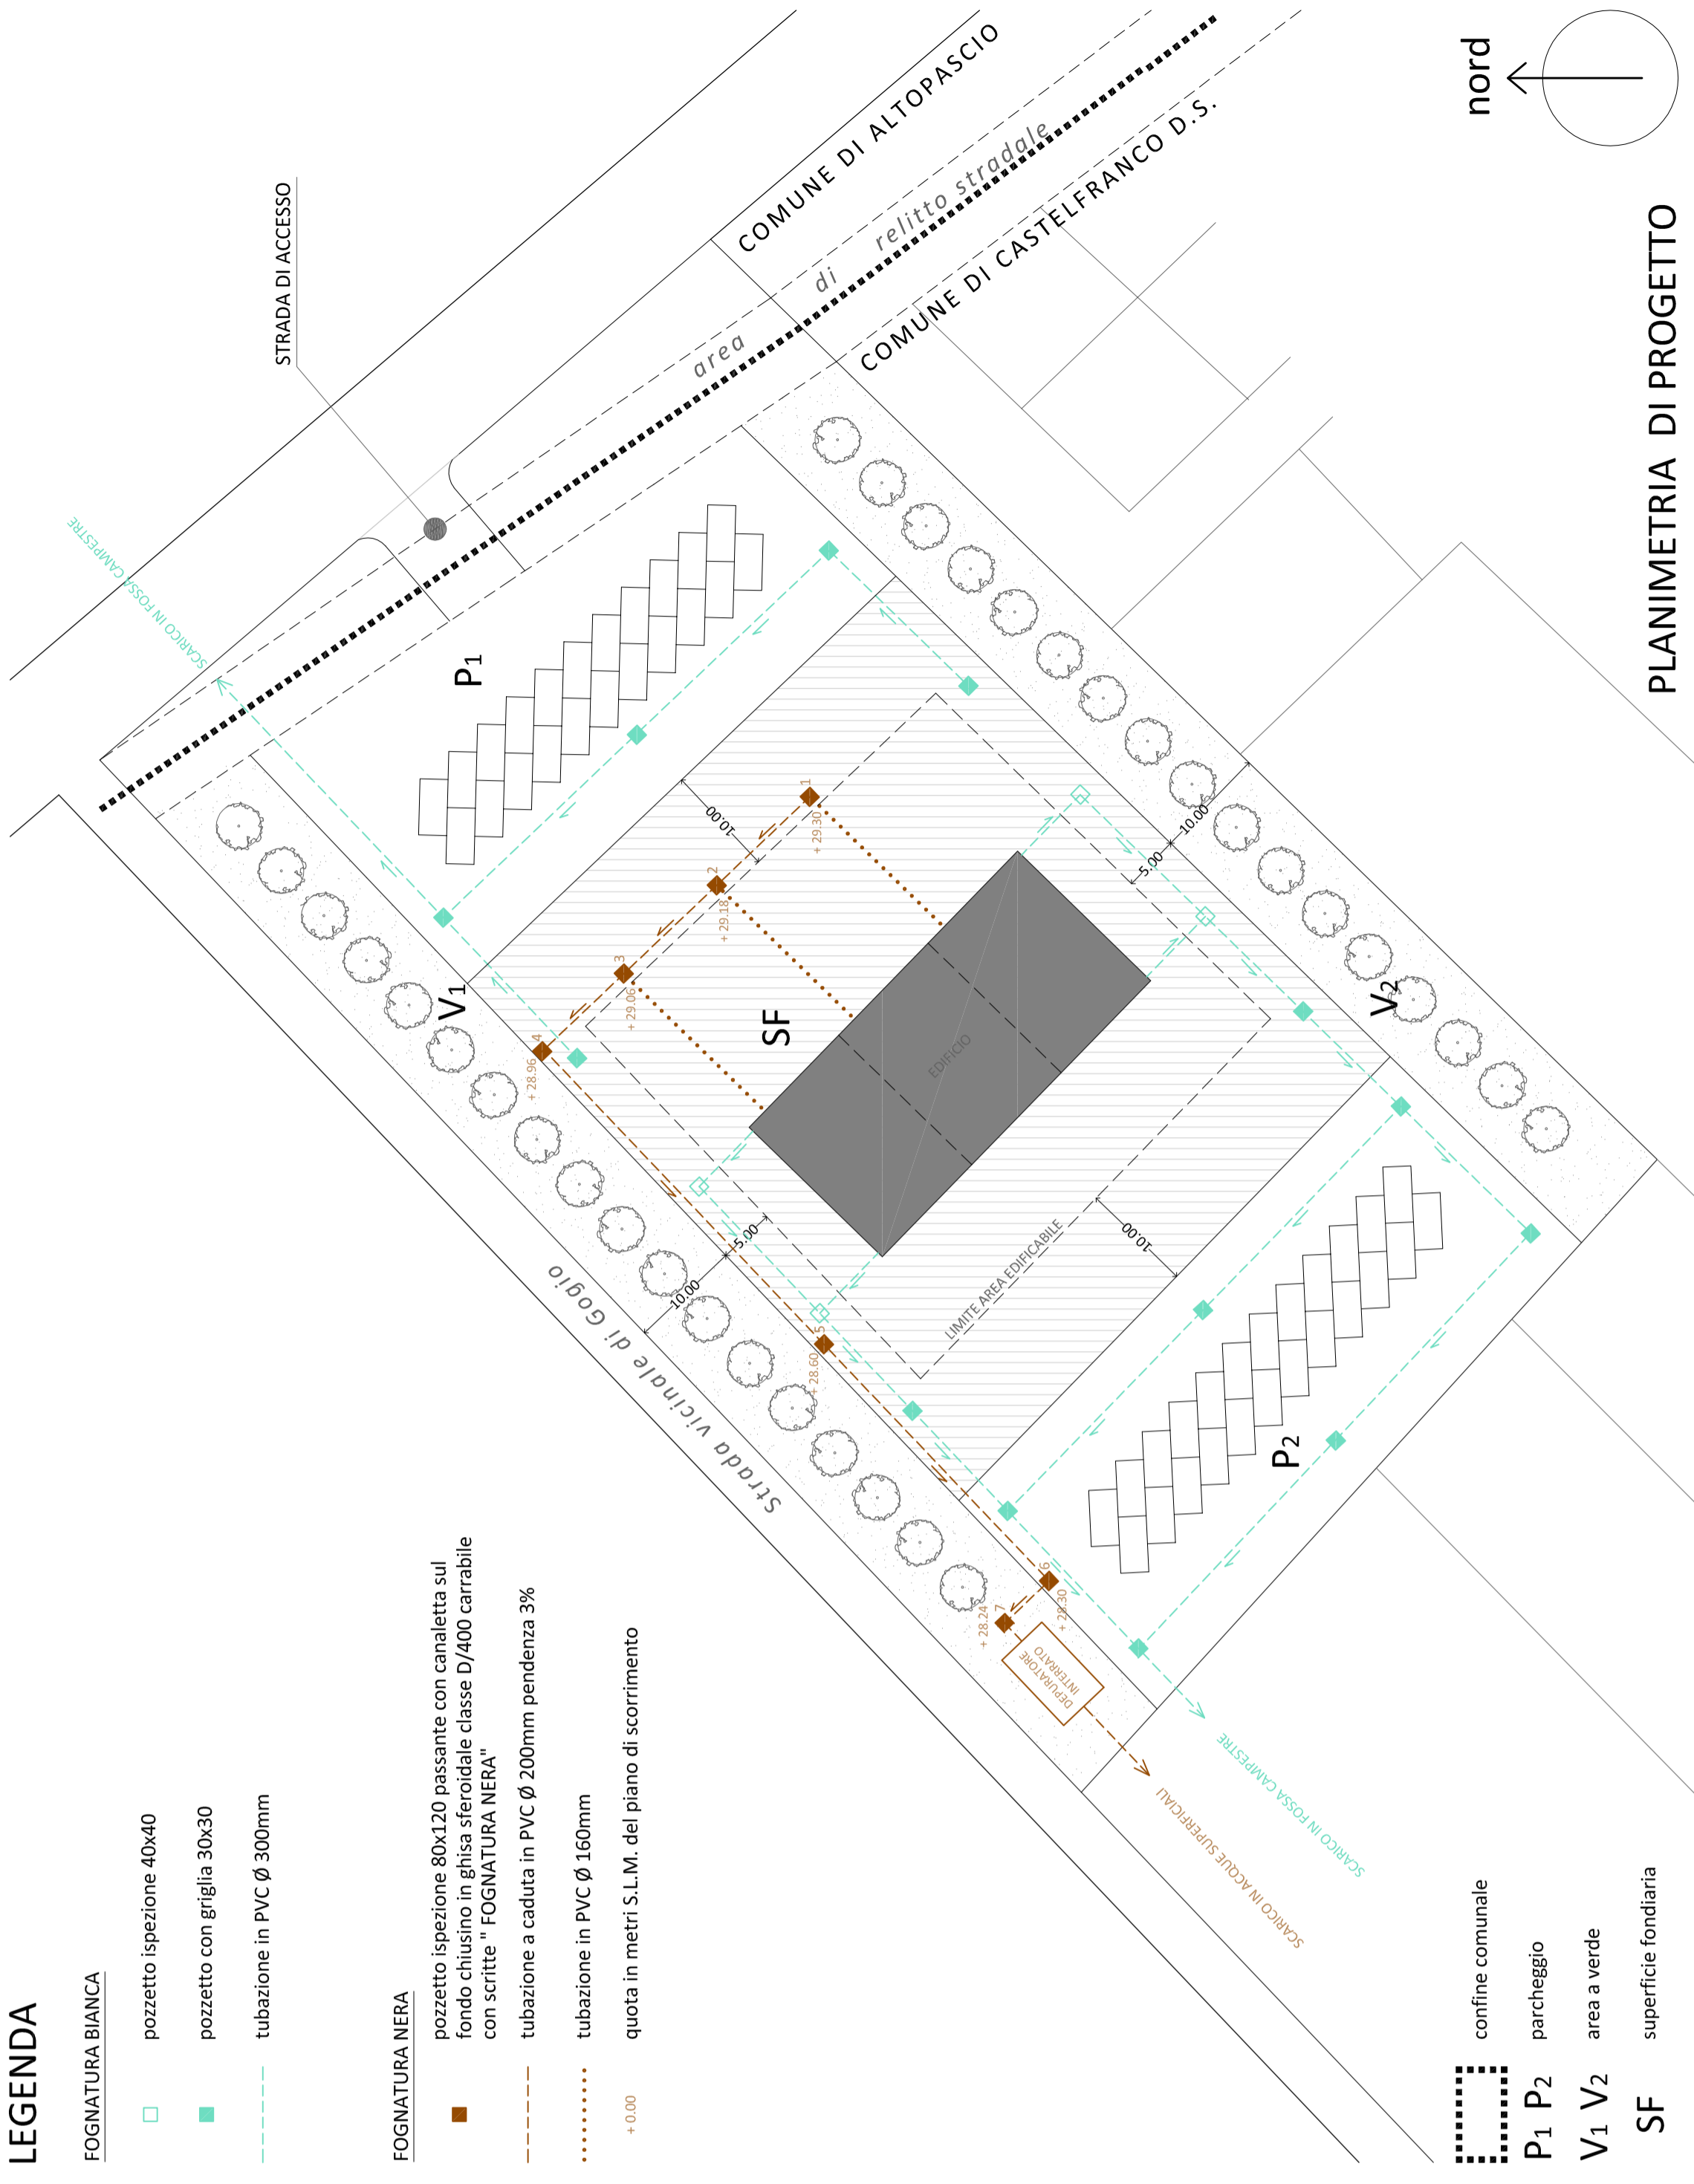 LEGENDA
FOGNATURA BIANCA
pozzetto ispezione 40x40
pozzetto con griglia 30x30
tubazione in PVC Ø 300mm
FOGNATURA NERA
pozzetto ispezione 80x120 passante con canaletta sul
fondo chiusino in ghisa sferoidale classe D/400 carrabile
con scritte " FOGNATURA NERA"
tubazione a caduta in PVC Ø 200mm pendenza 3%
tubazione in PVC Ø 160mm
+ 0.00
quota in metri S.L.M. del piano di scorrimento
confine comunale
P1 P2
parcheggio
V1 V2
area a verde
SF
superficie fondiaria
STRADA DI ACCESSO
SCARICO IN FOSSA CAMPESTRE
COMUNE DI ALTOPASCIO
area di relitto stradale
COMUNE DI CASTELFRANCO D.S.
P1
V1
SF
EDIFICIO
LIMITE AREA EDIFICABILE
V2
P2
Strada vicinale di Gogio
1
+ 29.30
2
+ 29.18
3
+ 29.06
4
+ 28.96
5
+ 28.60
6
+ 28.30
7
+ 28.24
10.00
5.00
10.00
5.00
10.00
10.00
DEPURATORE
INTERRATO
SCARICO IN ACQUE SUPERFICIALI
SCARICO IN FOSSA CAMPESTRE
nord
PLANIMETRIA DI PROGETTO